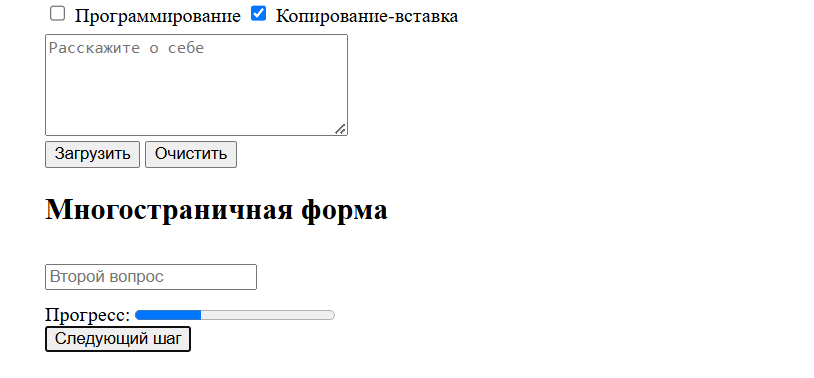 Программирование Копирование-вставка
Расскажите о себе
Загрузить Очистить
Многостраничная форма
Второй вопрос
Прогресс:
Следующий шаг